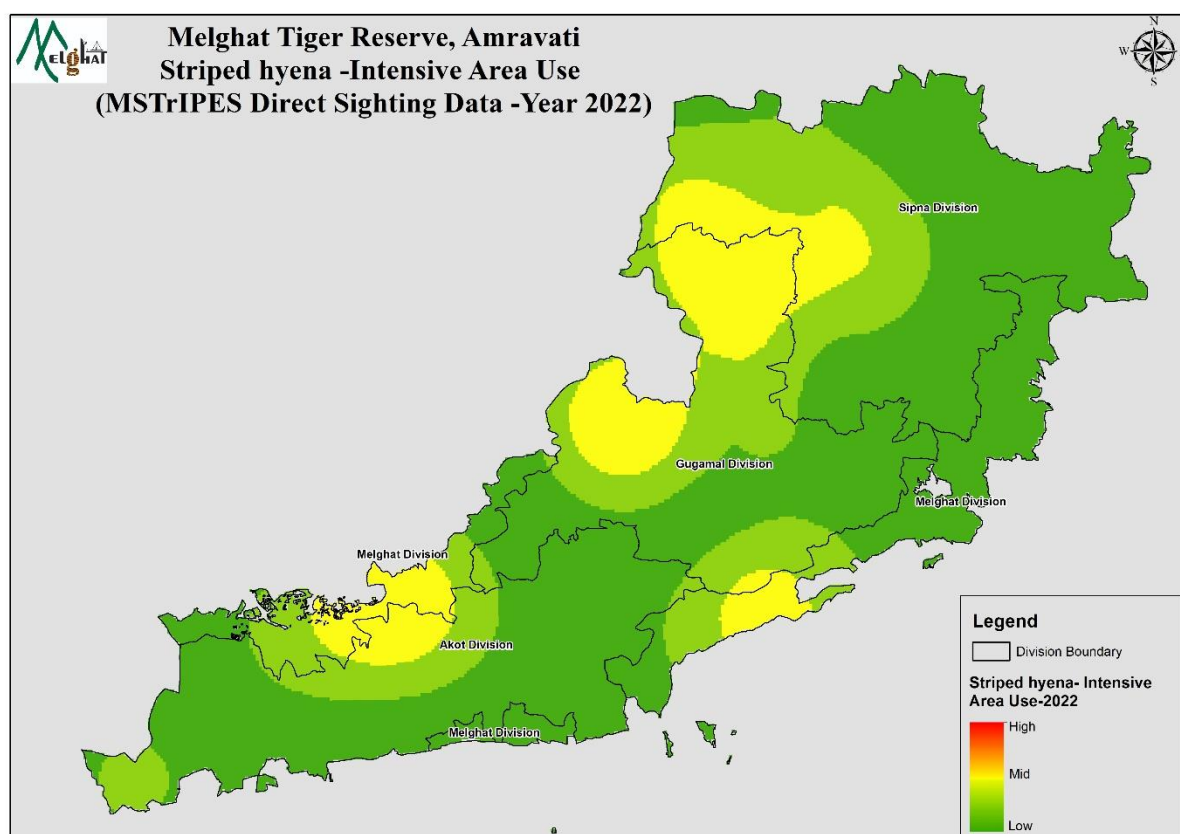 MELGHAT
Melghat Tiger Reserve, Amravati
Striped hyena -Intensive Area Use
(MSTrIPES Direct Sighting Data -Year 2022)
N
W
E
S
Sipna Division
Gugamal Division
Melghat Division
Melghat Division
Akot Division
Melghat Division
Legend
Division Boundary
Striped hyena- Intensive
Area Use-2022
High
Mid
Low